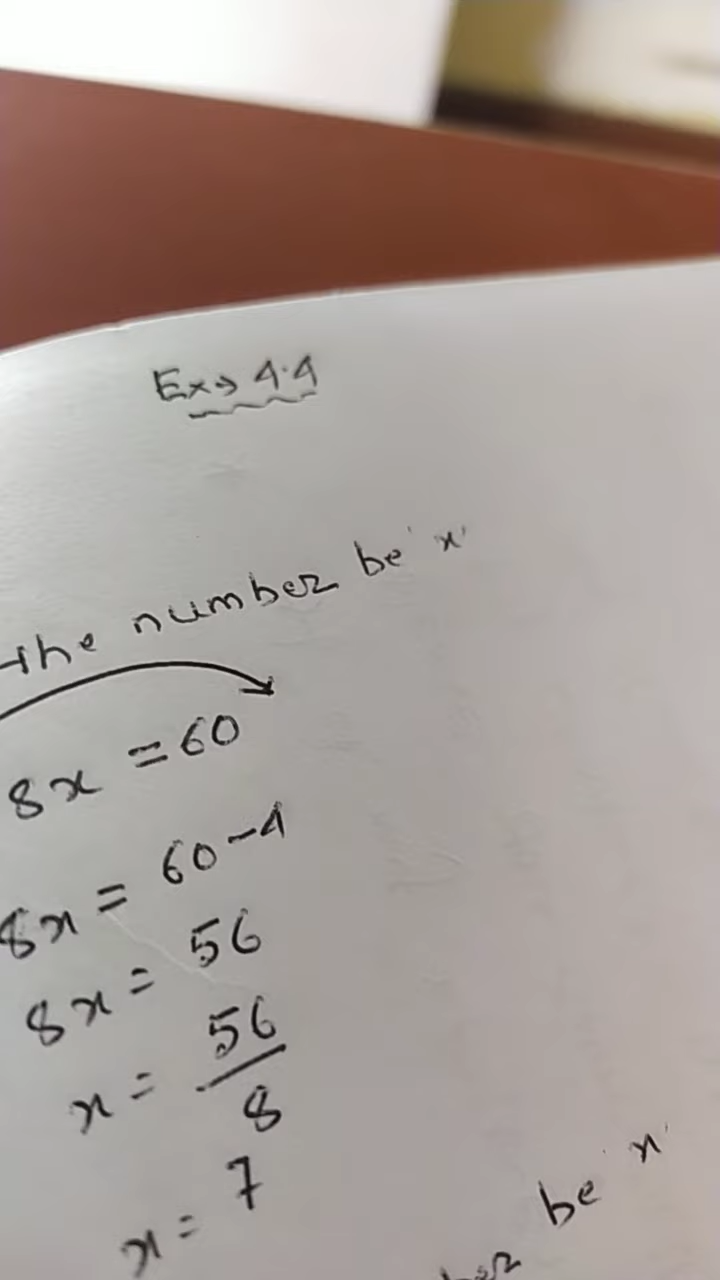 Ex → 4.4
the number be 'x'
8x = 60
8x = 60 - 4
8x = 56
x = 56/8
x = 7
be 'x'